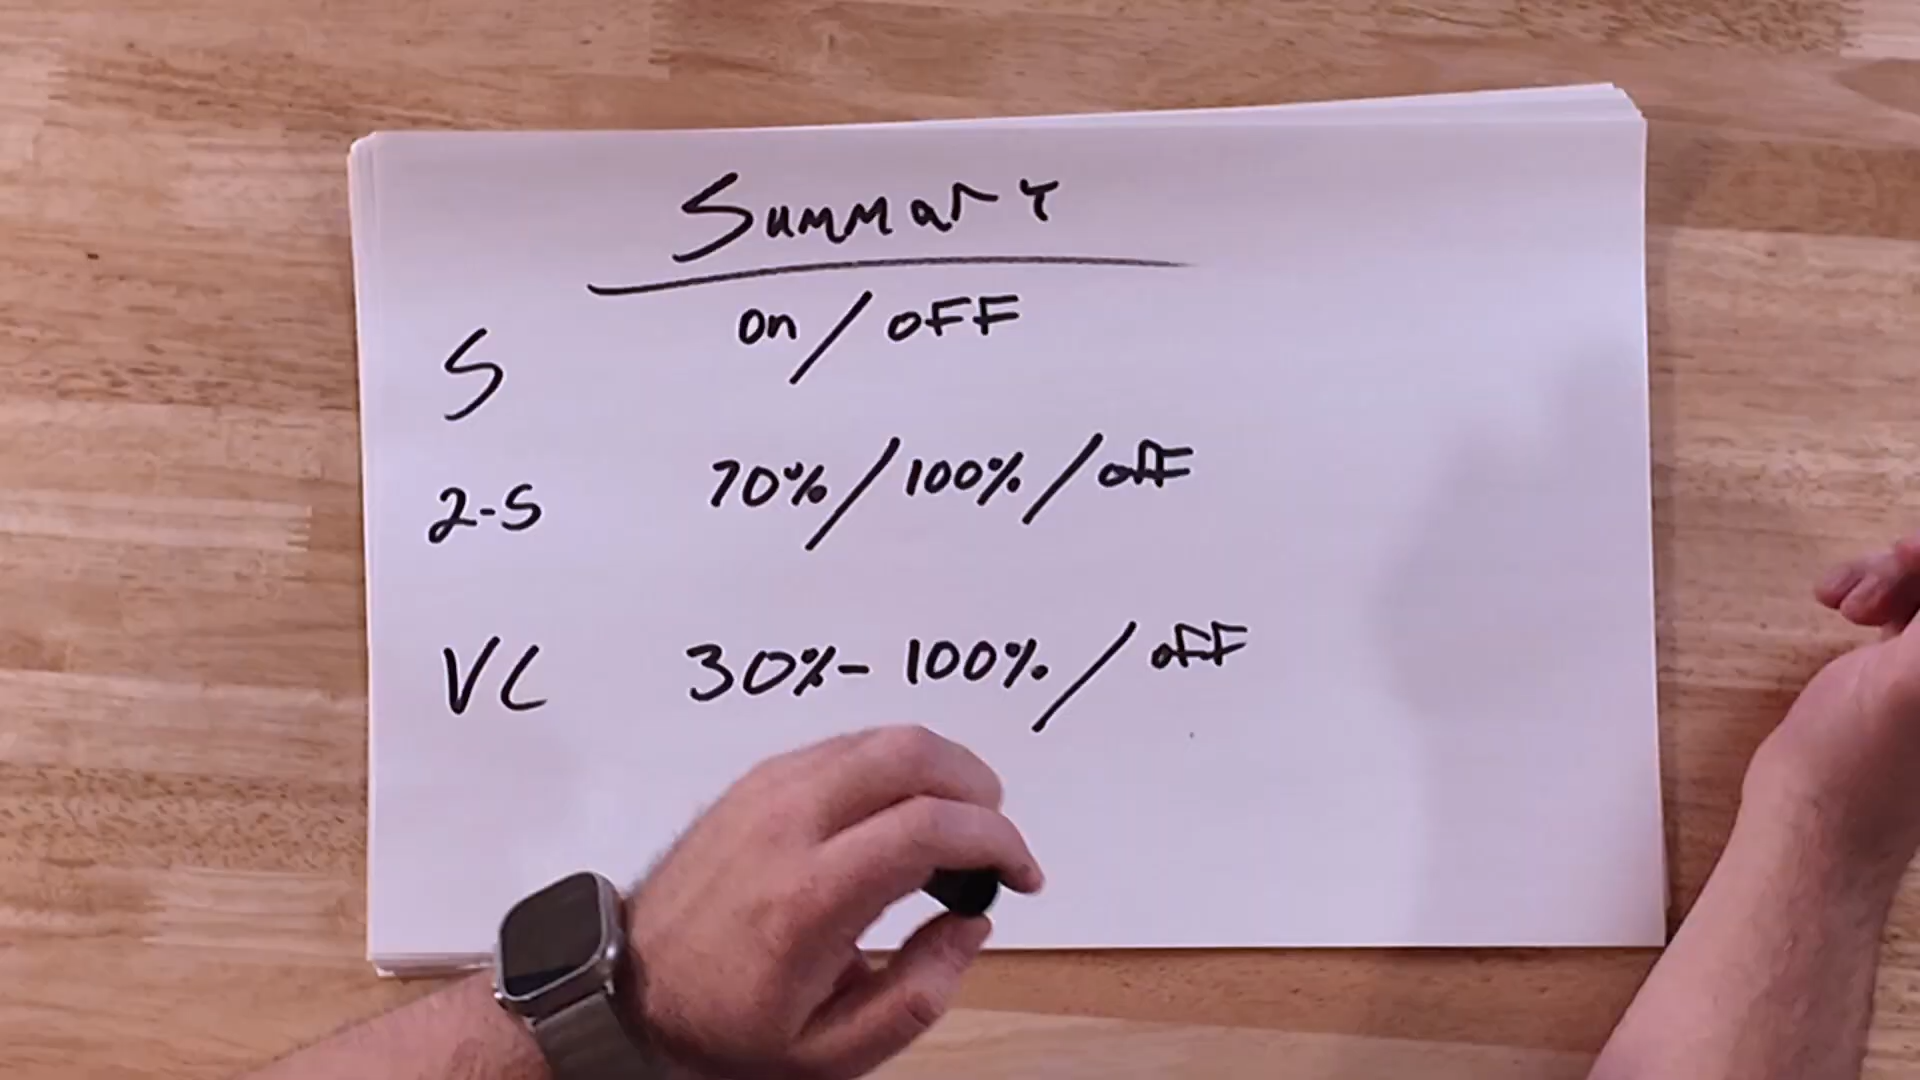 Summary
S on / OFF
2-S 70% / 100% / OFF
VC 30% - 100% / OFF